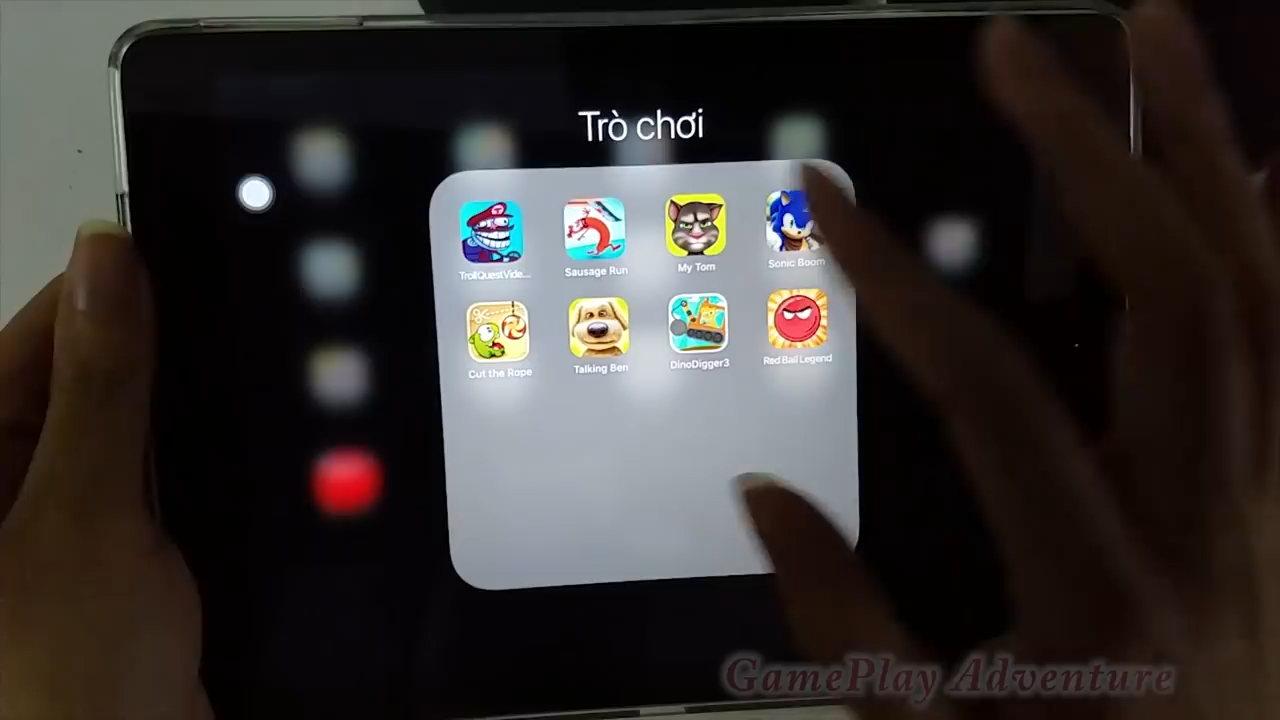 Trò chơi
TrollQuestVide...
Sausage Run
My Tom
Sonic Boom
Cut the Rope
Talking Ben
DinoDigger3
Red Ball Legend
GamePlay Adventure